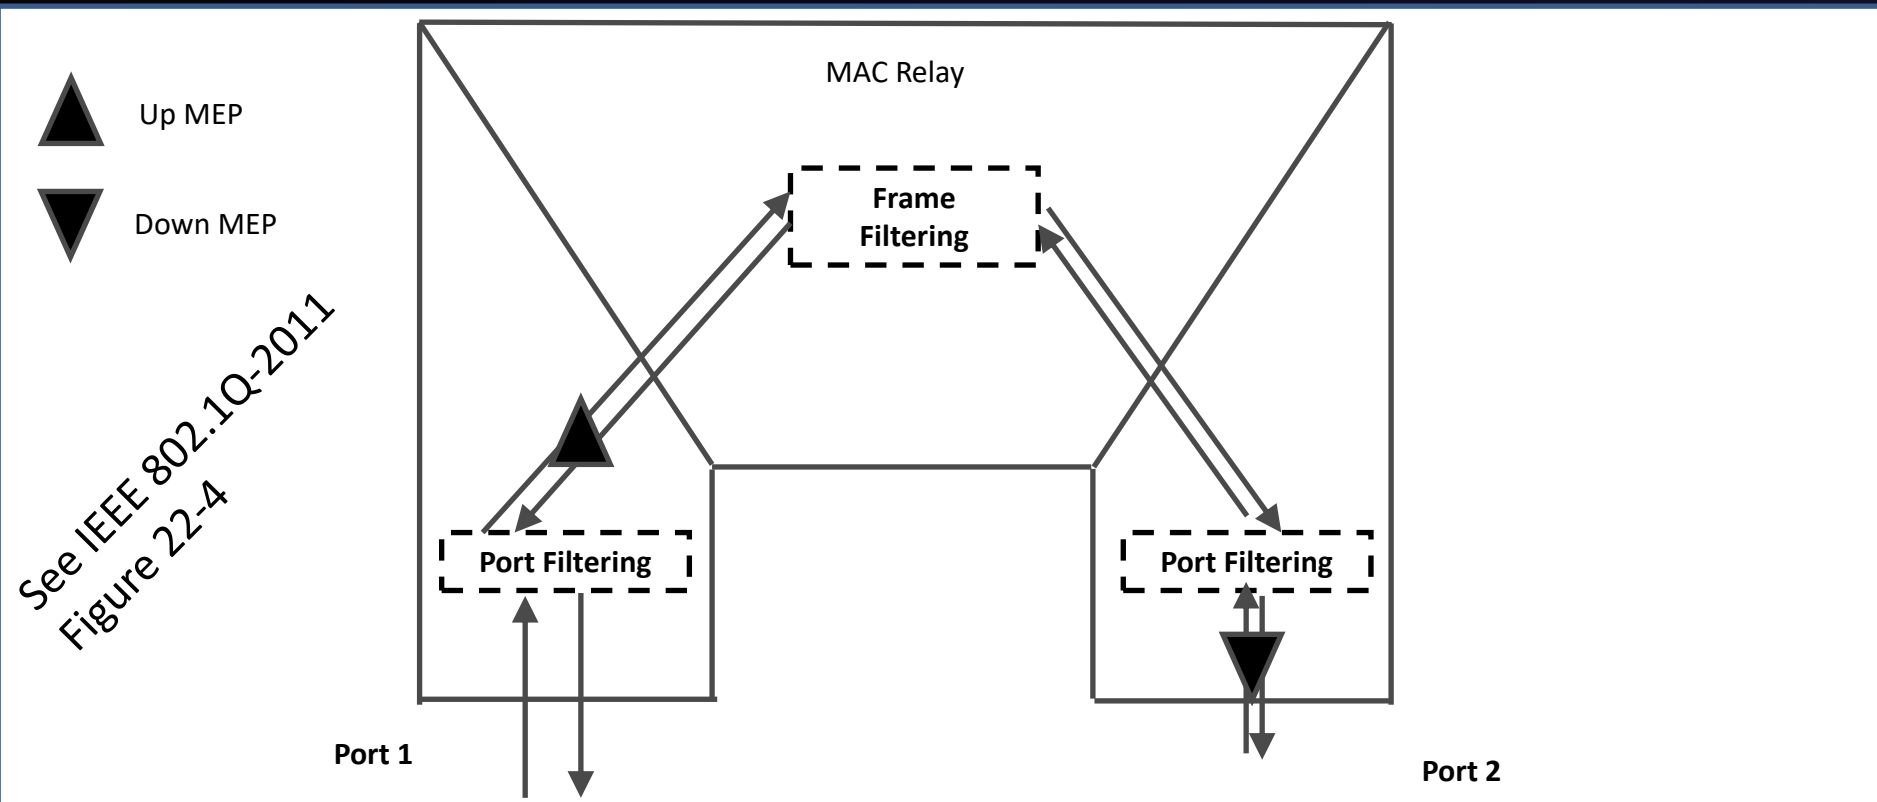 MAC Relay
Up MEP
Down MEP
Frame
Filtering
See IEEE 802.1Q-2011
Figure 22-4
Port Filtering
Port Filtering
Port 1
Port 2